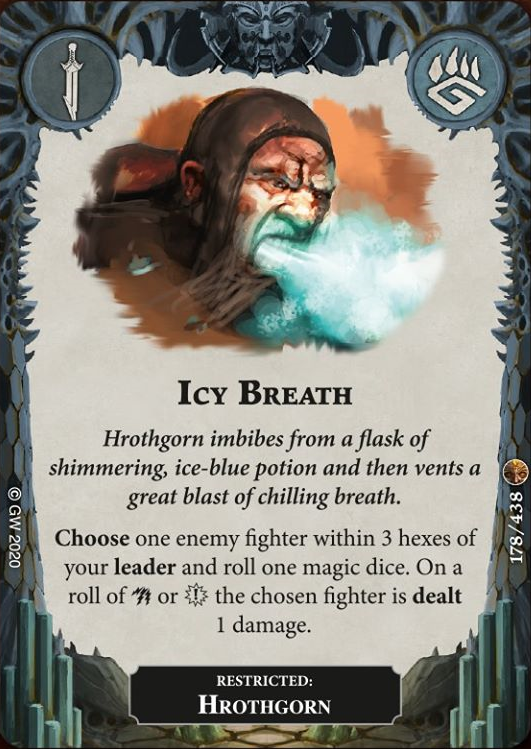 Icy Breath
Hrothgorn imbibes from a flask of
shimmering, ice-blue potion and then vents a
great blast of chilling breath.
Choose one enemy fighter within 3 hexes of
your leader and roll one magic dice. On a
roll of or the chosen fighter is dealt
1 damage.
RESTRICTED:
Hrothgorn
© GW 2020
178/438